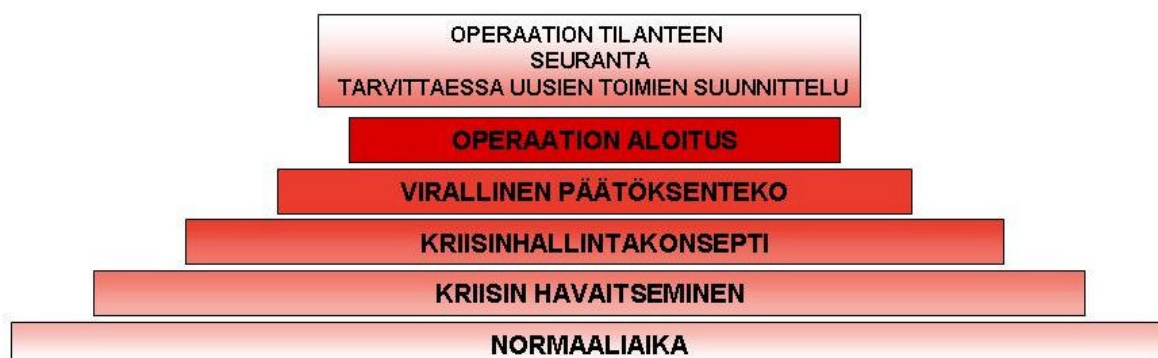 OPERAATION TILANTEEN
SEURANTA
TARVITTAESSA UUSIEN TOIMIEN SUUNNITTELU
OPERAATION ALOITUS
VIRALLINEN PÄÄTÖKSENTEKO
KRIISINHALLINTAKONSEPTI
KRIISIN HAVAITSEMINEN
NORMAALIAIKA